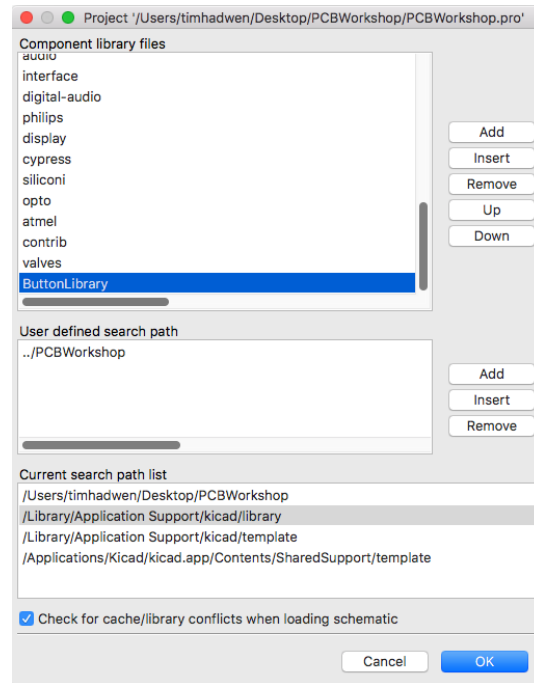 Project '/Users/timhadwen/Desktop/PCBWorkshop/PCBWorkshop.pro'
Component library files
audio
interface
digital-audio
philips
display
cypress
siliconi
opto
atmel
contrib
valves
ButtonLibrary
Add
Insert
Remove
Up
Down
User defined search path
../PCBWorkshop
Add
Insert
Remove
Current search path list
/Users/timhadwen/Desktop/PCBWorkshop
/Library/Application Support/kicad/library
/Library/Application Support/kicad/template
/Applications/Kicad/kicad.app/Contents/SharedSupport/template
Check for cache/library conflicts when loading schematic
Cancel
OK